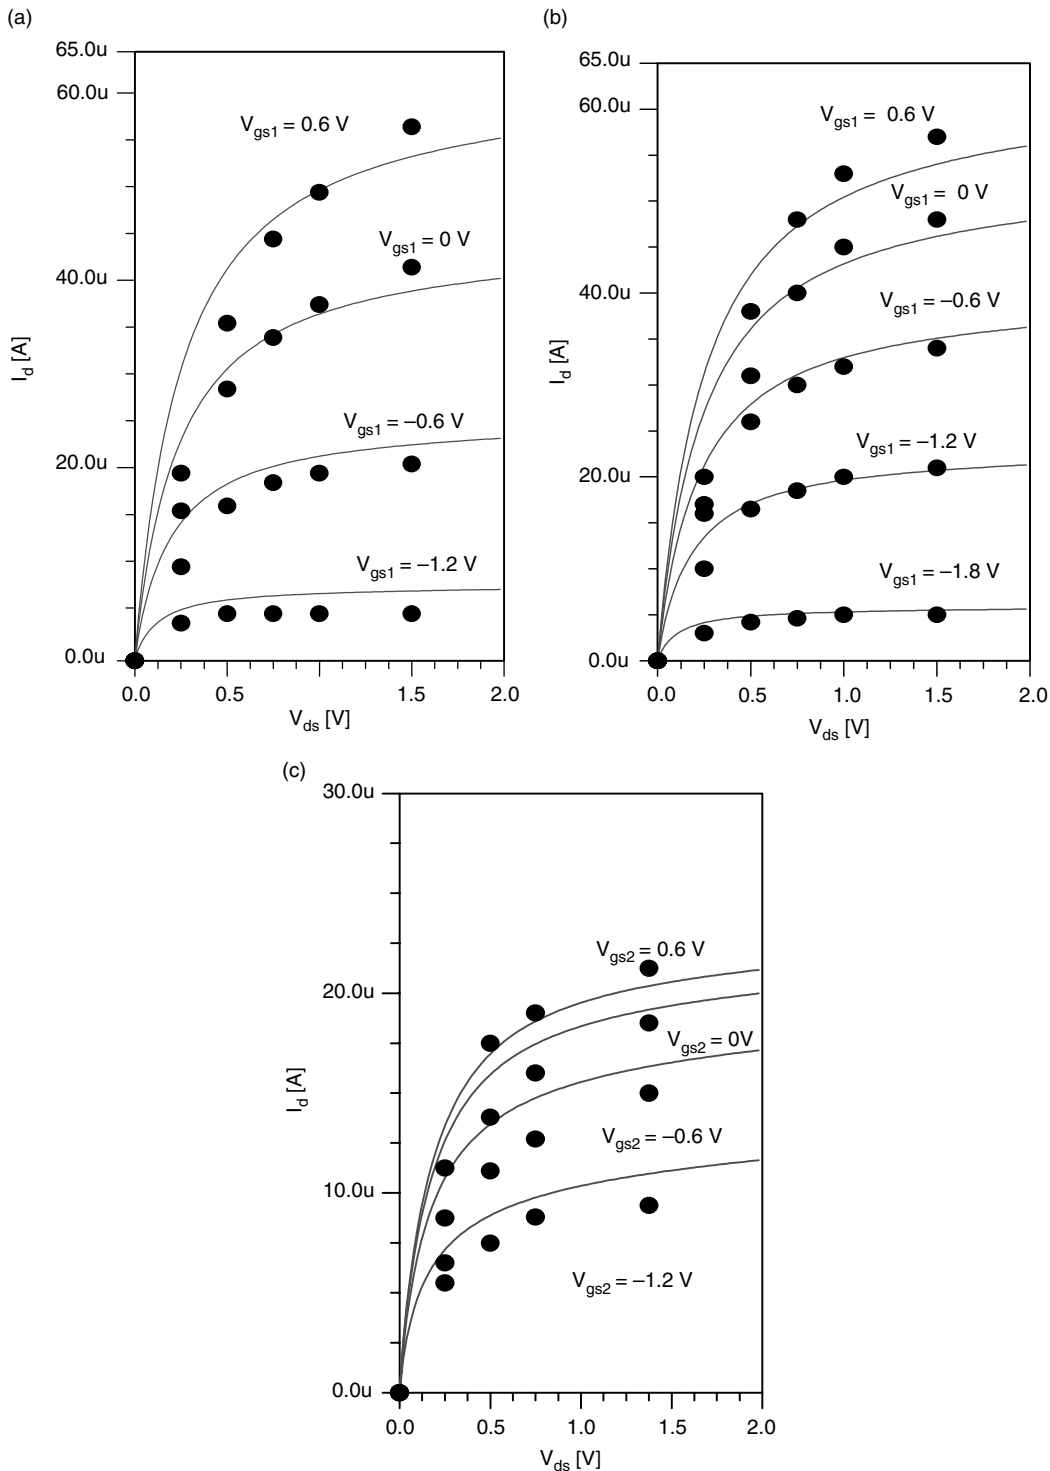 (a)
65.0u
60.0u
40.0u
20.0u
0.0u
I_d [A]
V_gs1 = 0.6 V
V_gs1 = 0 V
V_gs1 = –0.6 V
V_gs1 = –1.2 V
0.0 0.5 1.0 1.5 2.0
V_ds [V]
(b)
65.0u
60.0u
40.0u
20.0u
0.0u
I_d [A]
V_gs1 = 0.6 V
V_gs1 = 0 V
V_gs1 = –0.6 V
V_gs1 = –1.2 V
V_gs1 = –1.8 V
0.0 0.5 1.0 1.5 2.0
V_ds [V]
(c)
30.0u
20.0u
10.0u
0.0u
I_d [A]
V_gs2 = 0.6 V
V_gs2 = 0V
V_gs2 = –0.6 V
V_gs2 = –1.2 V
0.0 0.5 1.0 1.5 2.0
V_ds [V]